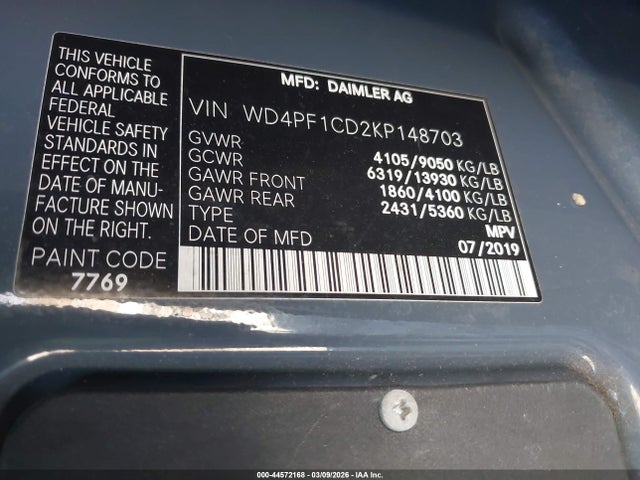 THIS VEHICLE
CONFORMS TO
ALL APPLICABLE
FEDERAL MOTOR
VEHICLE SAFETY
STANDARDS IN
EFFECT ON THE
DATE OF MANU-
FACTURE SHOWN
ON THE RIGHT.
PAINT CODE
7769
MFD: DAIMLER AG
VIN WD4PF1CD2KP148703
GVWR 4105/9050 KG/LB
GCWR 6319/13930 KG/LB
GAWR FRONT 1860/4100 KG/LB
GAWR REAR 2431/5360 KG/LB
TYPE MPV
DATE OF MFD 07/2019
000-44572168 | 03/09/2026 | IAA Inc.